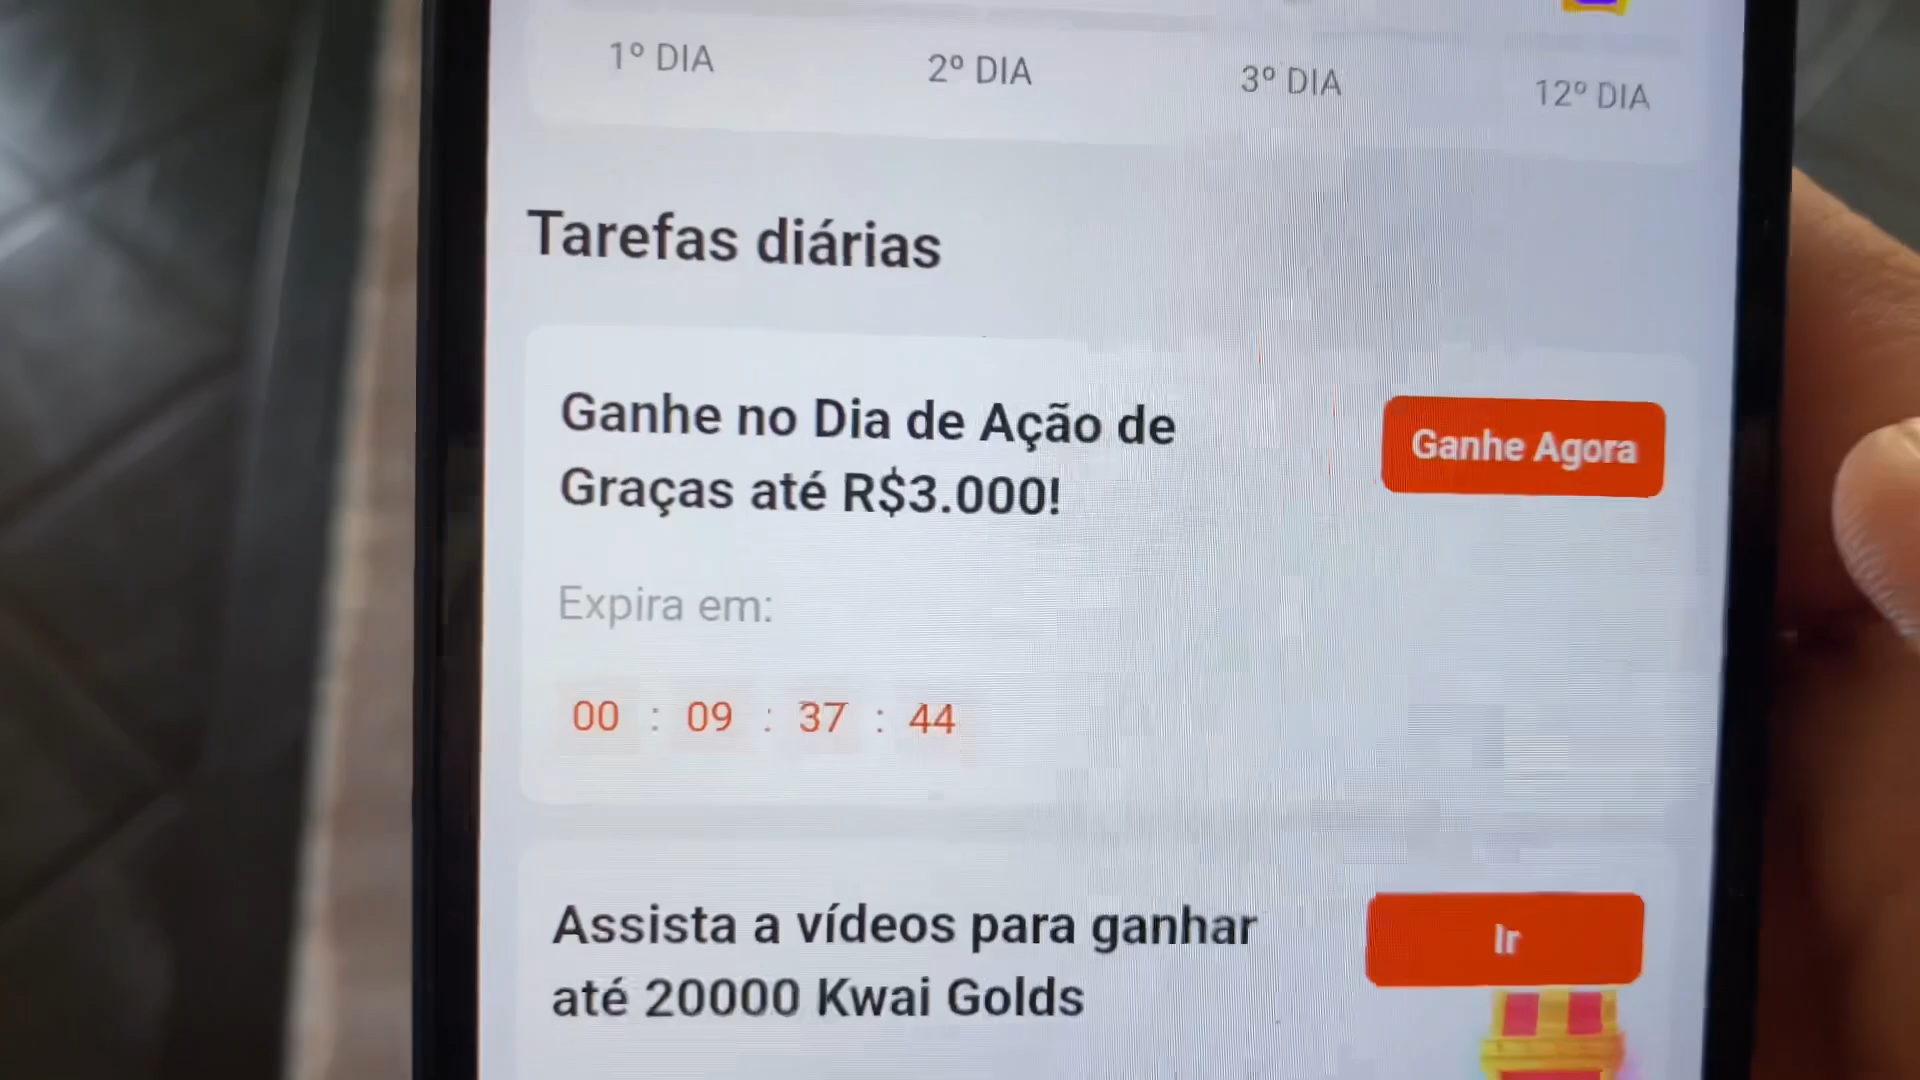 1º DIA 2º DIA 3º DIA 12º DIA
Tarefas diárias
Ganhe no Dia de Ação de
Graças até R$3.000!
Ganhe Agora
Expira em:
00 : 09 : 37 : 44
Assista a vídeos para ganhar
até 20000 Kwai Golds
Ir